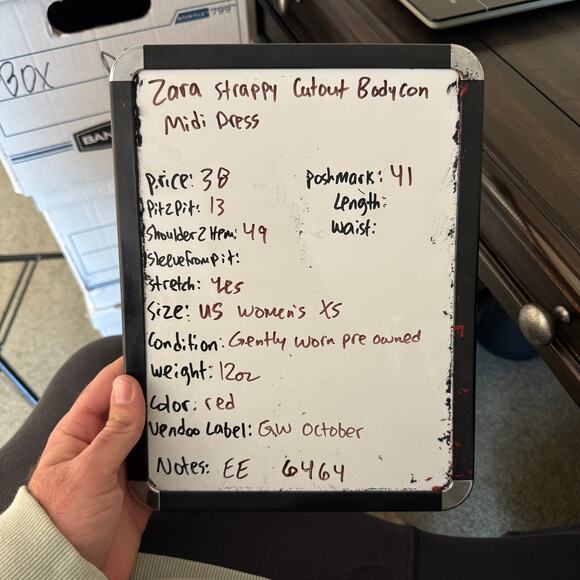 Zara strappy Cutout Bodycon
Midi Dress
price: 38
Poshmark: 41
Pit2Pit: 13
Length:
Shoulder2Hem: 49
Waist:
SleeveFromPit:
Stretch: Yes
Size: US Women's XS
Condition: Gently worn pre owned
Weight: 12oz
Color: red
Vendoo Label: GW October
Notes: EE 6464
BOX
BAN
799